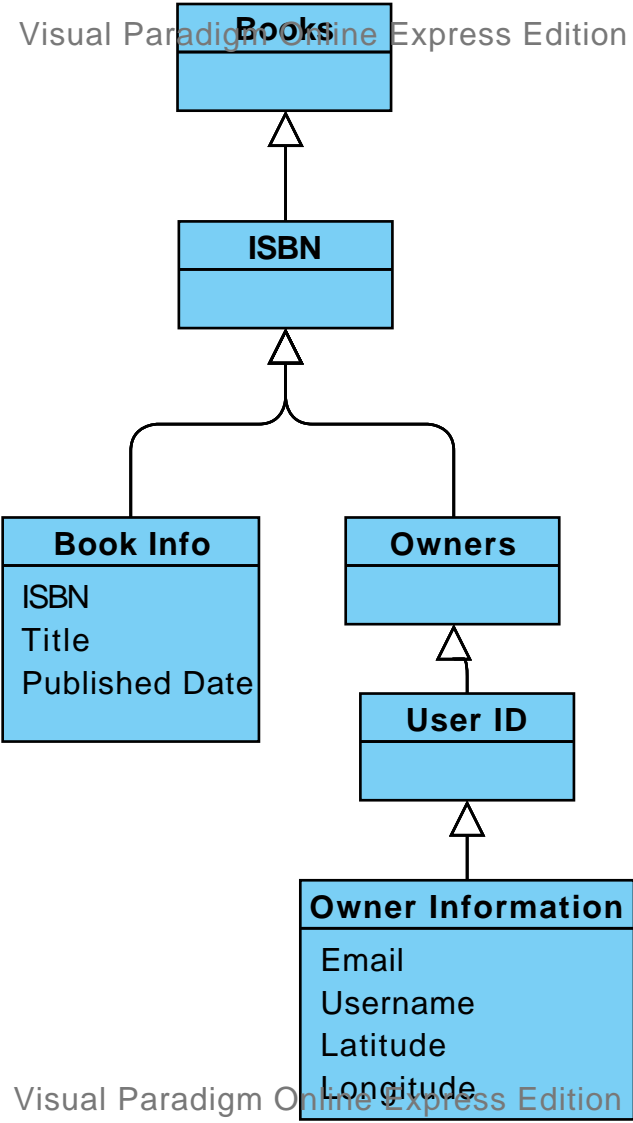 Books
Visual Paradigm Online Express Edition
ISBN
Book Info
ISBN
Title
Published Date
Owners
User ID
Owner Information
Email
Username
Latitude
Longitude
Visual Paradigm Online Express Edition